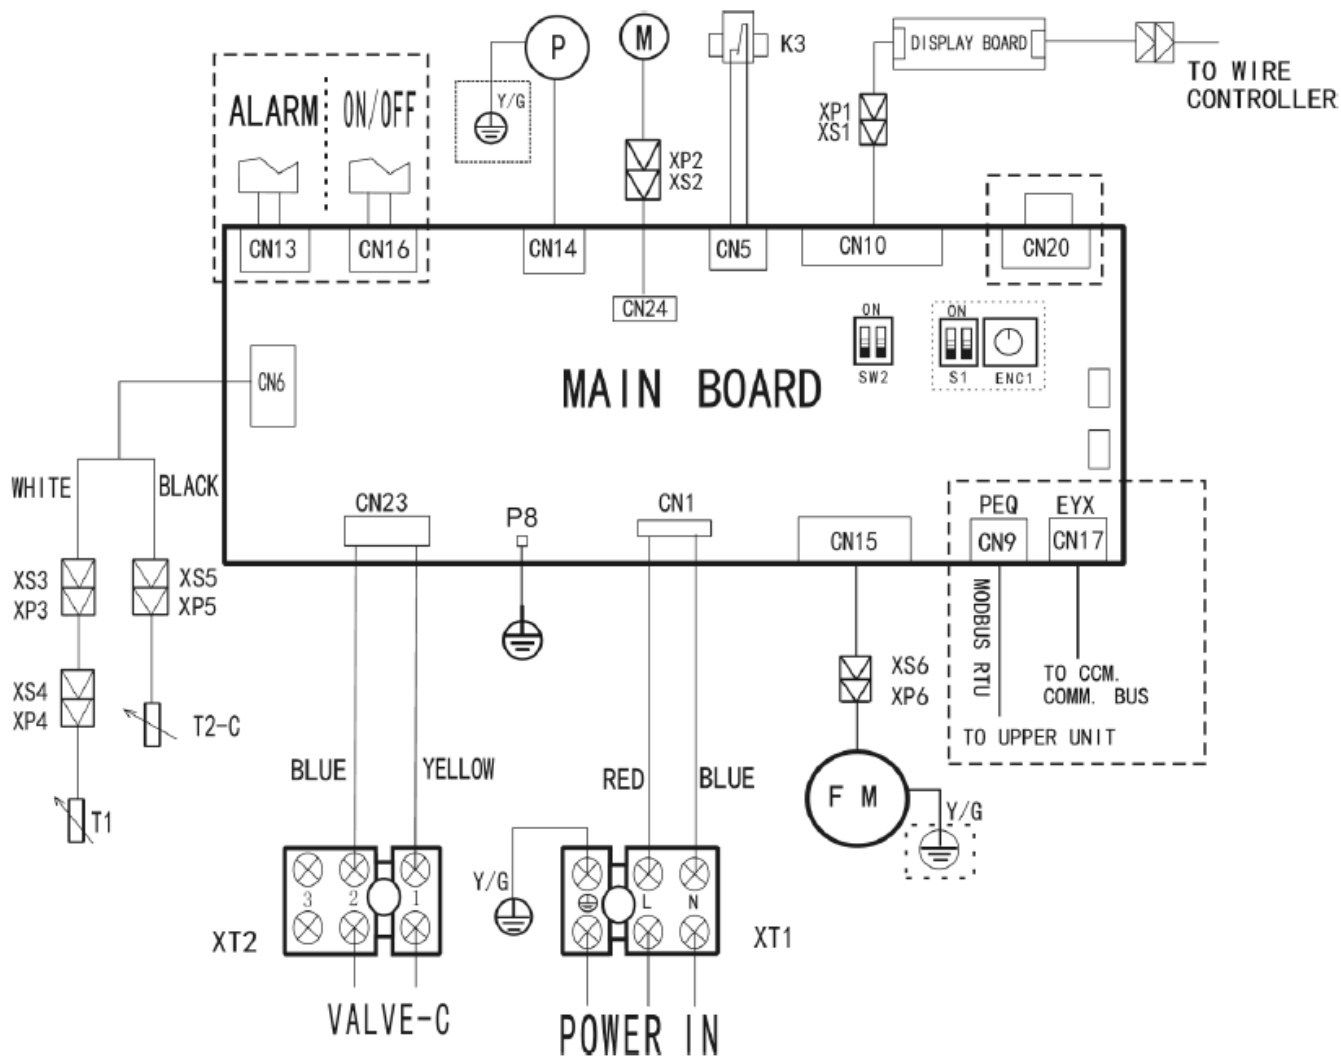 P
M
K3
DISPLAY BOARD
TO WIRE
CONTROLLER
ALARM
ON/OFF
Y/G
XP1
XS1
XP2
XS2
CN13
CN16
CN14
CN5
CN10
CN20
CN24
ON
SW2
ON
S1
ENC1
CN6
MAIN BOARD
WHITE
BLACK
CN23
P8
CN1
CN15
PEQ
EYX
CN9
CN17
XS3
XP3
XS5
XP5
MODBUS RTU
XS4
XP4
T2-C
XS6
XP6
TO CCM.
COMM. BUS
TO UPPER UNIT
T1
BLUE
YELLOW
RED
BLUE
F M
Y/G
Y/G
3
2
1
L
N
XT2
XT1
VALVE-C
POWER IN